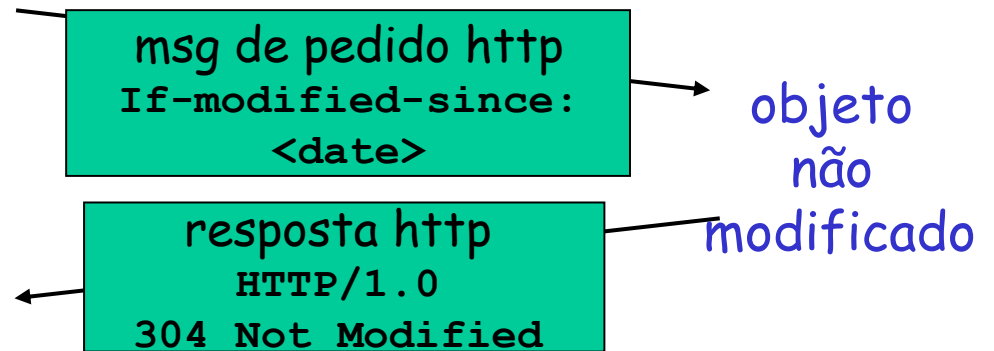 msg de pedido http
If-modified-since:
<date>
objeto
não
modificado
resposta http
HTTP/1.0
304 Not Modified